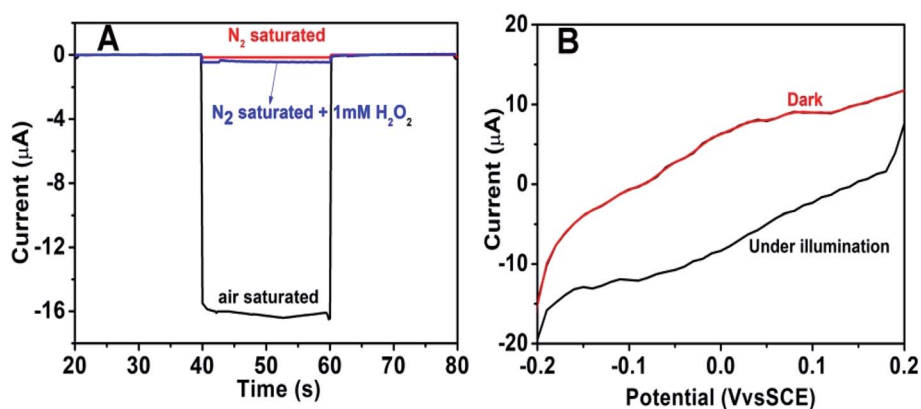 A
N₂ saturated
N₂ saturated + 1mM H₂O₂
air saturated
0
-4
-8
-12
-16
Current (μA)
20 30 40 50 60 70 80
Time (s)
B
Dark
Under illumination
20
10
0
-10
-20
Current (μA)
-0.2 -0.1 0.0 0.1 0.2
Potential (VvsSCE)